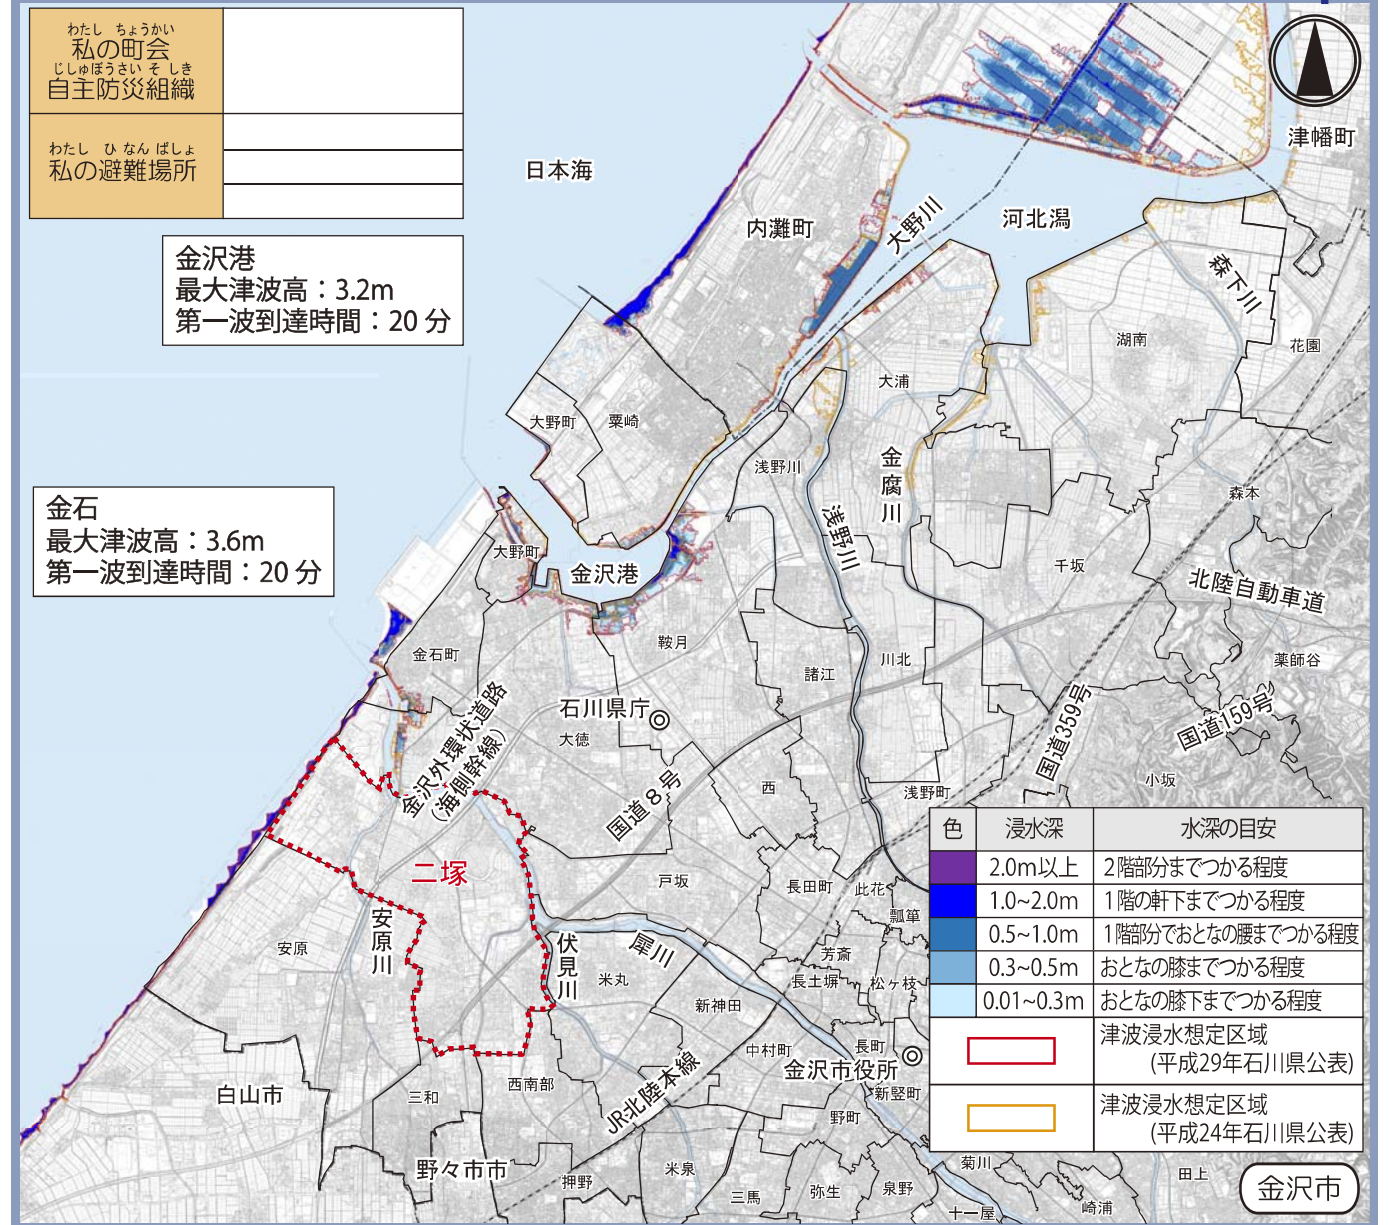 わたし ちょうかい
私の町会
じしゅぼうさい そ しき
自主防災組織
わたし ひ なん ばしょ
私の避難場所
金沢港
最大津波高：3.2m
第一波到達時間：20 分
金石
最大津波高：3.6m
第一波到達時間：20 分
日本海
津幡町
内灘町
大野川
河北潟
森下川
花園
湖南
大浦
大野町
粟崎
浅野川
金腐川
森本
浅野川
大野町
金沢港
千坂
北陸自動車道
鞍月
金石町
諸江
川北
薬師谷
石川県庁
大徳
金沢外環状道路
(海側幹線)
国道8号
国道359号
国道159号
小坂
西
浅野町
二塚
戸坂
長田町
此花
瓢箪
安原
安原川
伏見川
犀川
米丸
芳斎
長土塀
松ヶ枝
新神田
中村町
長町
金沢市役所
新竪町
白山市
三和
西南部
JR北陸本線
野町
野々市市
押野
米泉
三馬
弥生
泉野
菊川
十一屋
崎浦
田上
色 浸水深 水深の目安
2.0m以上 2階部分までつかる程度
1.0~2.0m 1階の軒下までつかる程度
0.5~1.0m 1階部分でおとなの腰までつかる程度
0.3~0.5m おとなの膝までつかる程度
0.01~0.3m おとなの膝下までつかる程度
津波浸水想定区域
(平成29年石川県公表)
津波浸水想定区域
(平成24年石川県公表)
金沢市